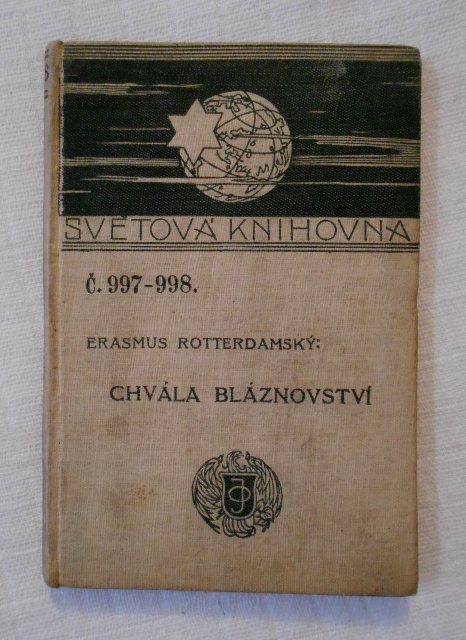 SVĚTOVÁ KNIHOVNA
Č. 997-998.
ERASMUS ROTTERDAMSKÝ:
CHVÁLA BLÁZNOVSTVÍ